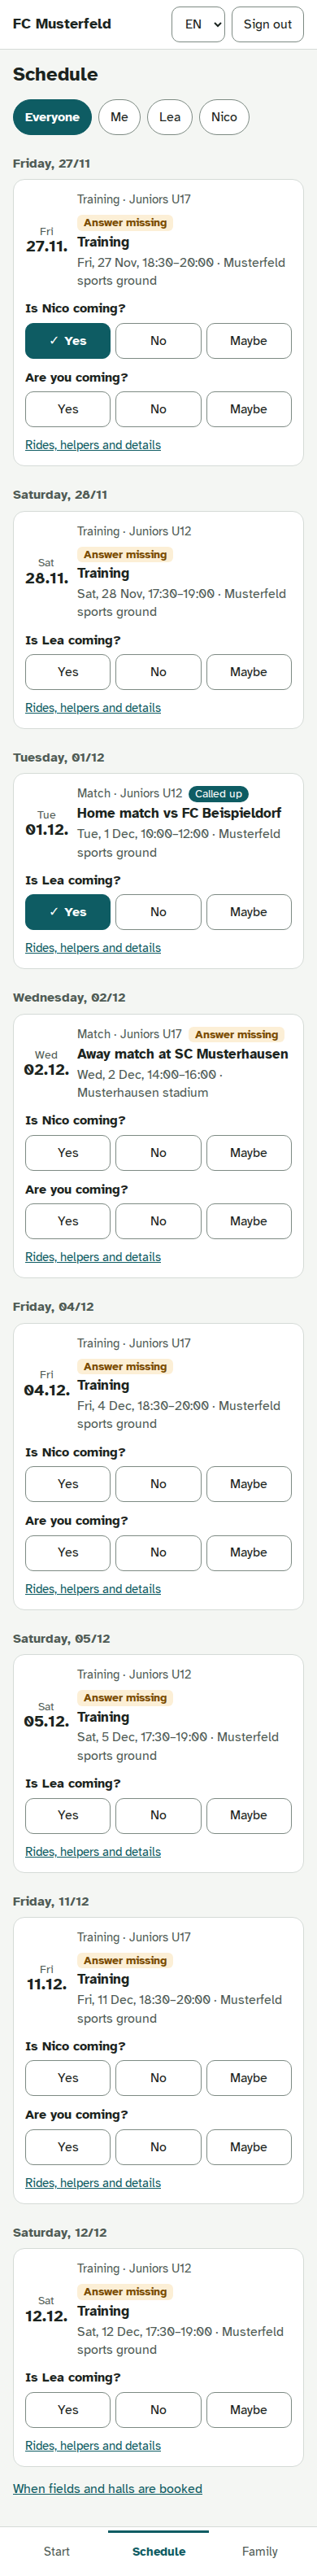 FC Musterfeld
EN
Sign out
Schedule
Everyone
Me
Lea
Nico
Friday, 27/11
Fri
27.11.
Training · Juniors U17
Answer missing
Training
Fri, 27 Nov, 18:30–20:00 · Musterfeld
sports ground
Is Nico coming?
✓ Yes
No
Maybe
Are you coming?
Yes
No
Maybe
Rides, helpers and details
Saturday, 28/11
Sat
28.11.
Training · Juniors U12
Answer missing
Training
Sat, 28 Nov, 17:30–19:00 · Musterfeld
sports ground
Is Lea coming?
Yes
No
Maybe
Rides, helpers and details
Tuesday, 01/12
Tue
01.12.
Match · Juniors U12 Called up
Home match vs FC Beispieldorf
Tue, 1 Dec, 10:00–12:00 · Musterfeld
sports ground
Is Lea coming?
✓ Yes
No
Maybe
Rides, helpers and details
Wednesday, 02/12
Wed
02.12.
Match · Juniors U17 Answer missing
Away match at SC Musterhausen
Wed, 2 Dec, 14:00–16:00 ·
Musterhausen stadium
Is Nico coming?
Yes
No
Maybe
Are you coming?
Yes
No
Maybe
Rides, helpers and details
Friday, 04/12
Fri
04.12.
Training · Juniors U17
Answer missing
Training
Fri, 4 Dec, 18:30–20:00 · Musterfeld
sports ground
Is Nico coming?
Yes
No
Maybe
Are you coming?
Yes
No
Maybe
Rides, helpers and details
Saturday, 05/12
Sat
05.12.
Training · Juniors U12
Answer missing
Training
Sat, 5 Dec, 17:30–19:00 · Musterfeld
sports ground
Is Lea coming?
Yes
No
Maybe
Rides, helpers and details
Friday, 11/12
Fri
11.12.
Training · Juniors U17
Answer missing
Training
Fri, 11 Dec, 18:30–20:00 · Musterfeld
sports ground
Is Nico coming?
Yes
No
Maybe
Are you coming?
Yes
No
Maybe
Rides, helpers and details
Saturday, 12/12
Sat
12.12.
Training · Juniors U12
Answer missing
Training
Sat, 12 Dec, 17:30–19:00 · Musterfeld
sports ground
Is Lea coming?
Yes
No
Maybe
Rides, helpers and details
When fields and halls are booked
Start
Schedule
Family